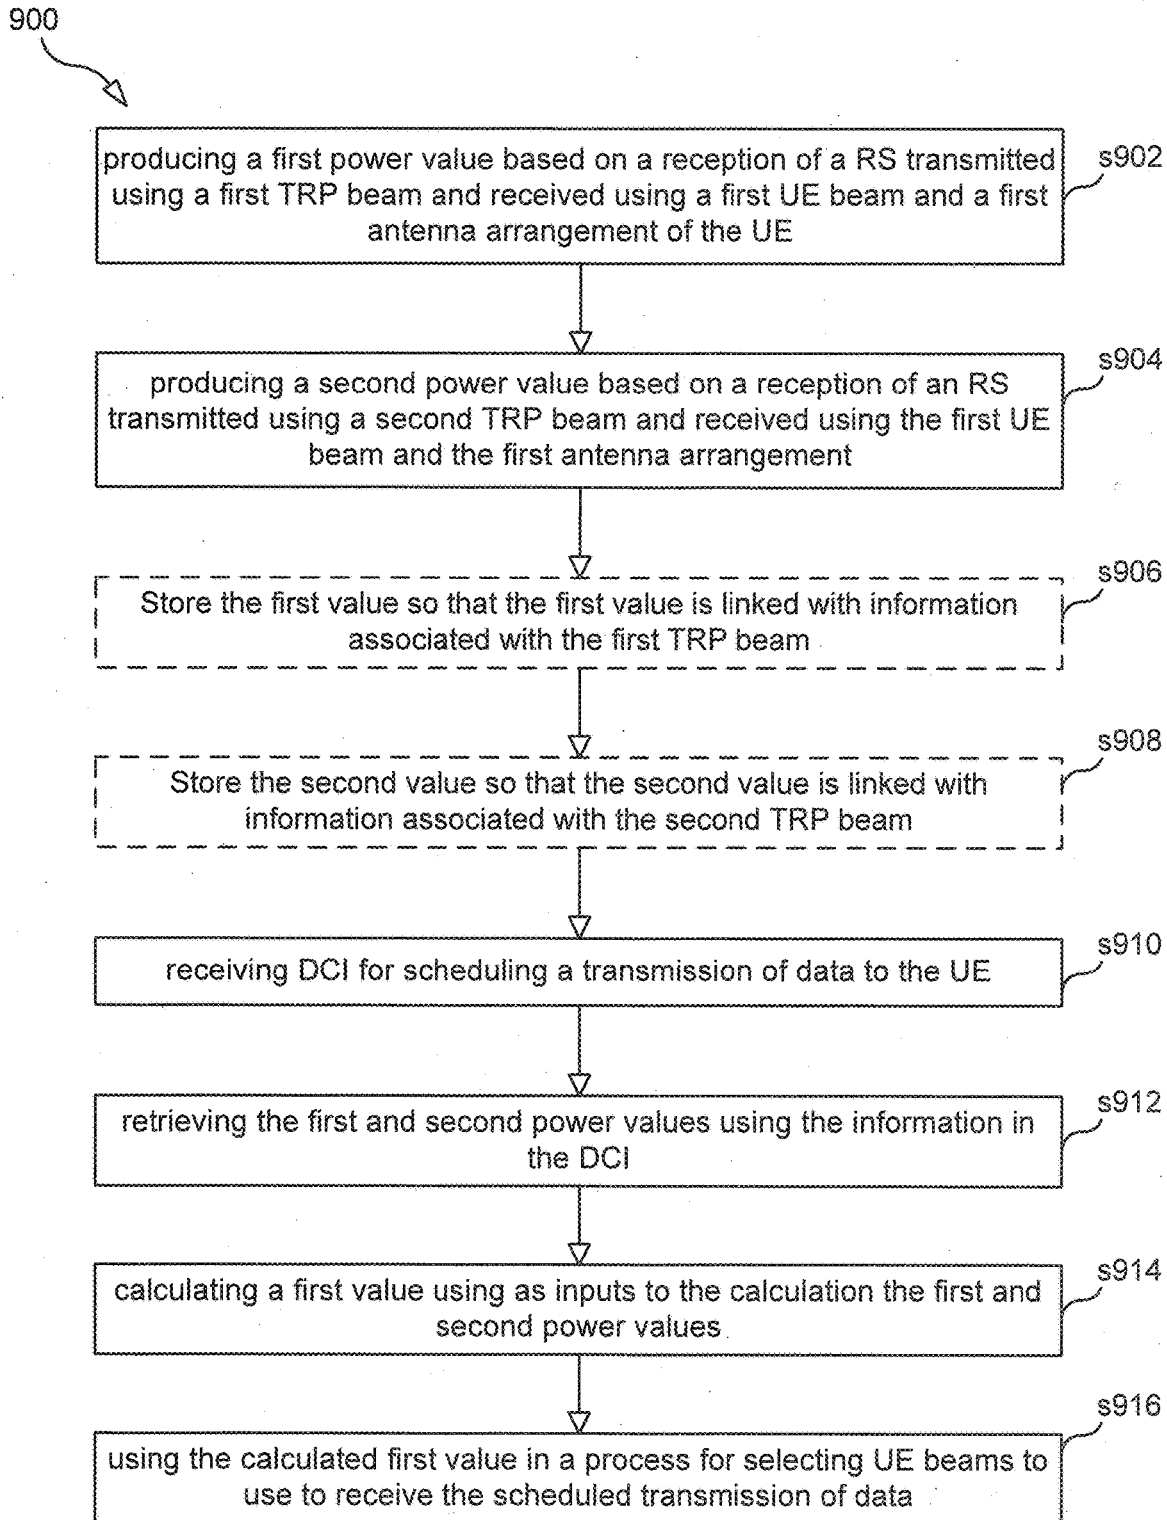 900
producing a first power value based on a reception of a RS transmitted
using a first TRP beam and received using a first UE beam and a first
antenna arrangement of the UE
s902
producing a second power value based on a reception of an RS
transmitted using a second TRP beam and received using the first UE
beam and the first antenna arrangement
s904
Store the first value so that the first value is linked with information
associated with the first TRP beam
s906
Store the second value so that the second value is linked with
information associated with the second TRP beam
s908
receiving DCI for scheduling a transmission of data to the UE
s910
retrieving the first and second power values using the information in
the DCI
s912
calculating a first value using as inputs to the calculation the first and
second power values
s914
using the calculated first value in a process for selecting UE beams to
use to receive the scheduled transmission of data
s916